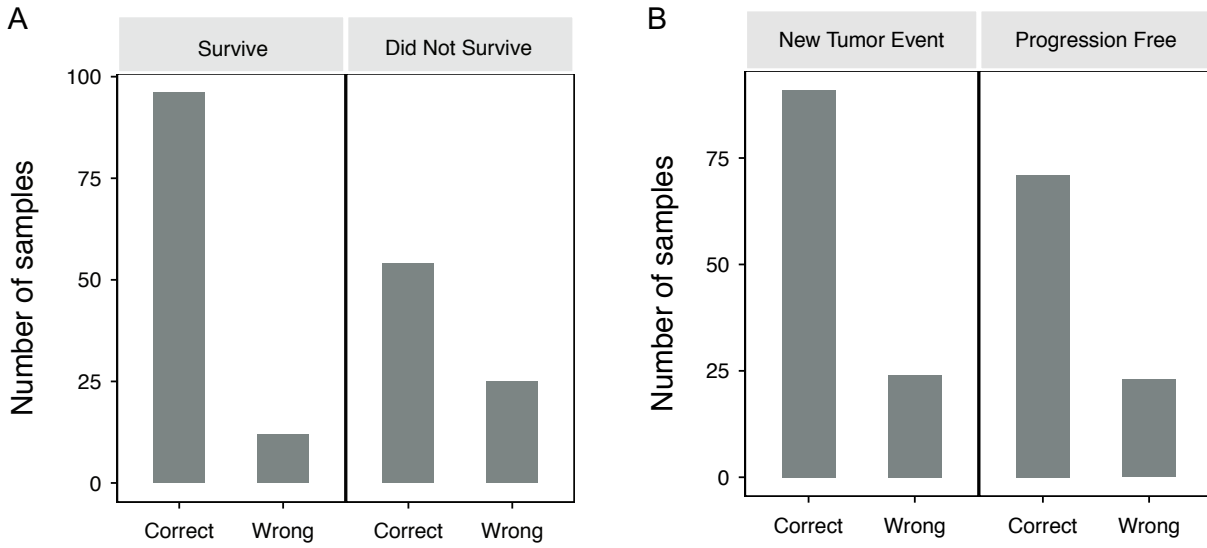 A
Survive
Did Not Survive
Number of samples
100
75
50
25
0
Correct
Wrong
Correct
Wrong
B
New Tumor Event
Progression Free
Number of samples
75
50
25
0
Correct
Wrong
Correct
Wrong